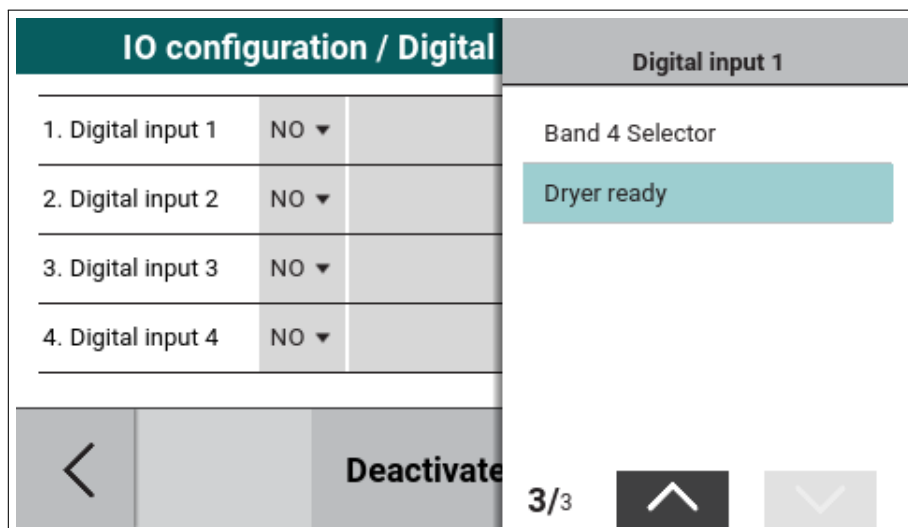 IO configuration / Digital
1. Digital input 1 NO
2. Digital input 2 NO
3. Digital input 3 NO
4. Digital input 4 NO
Deactivate
Digital input 1
Band 4 Selector
Dryer ready
3/3